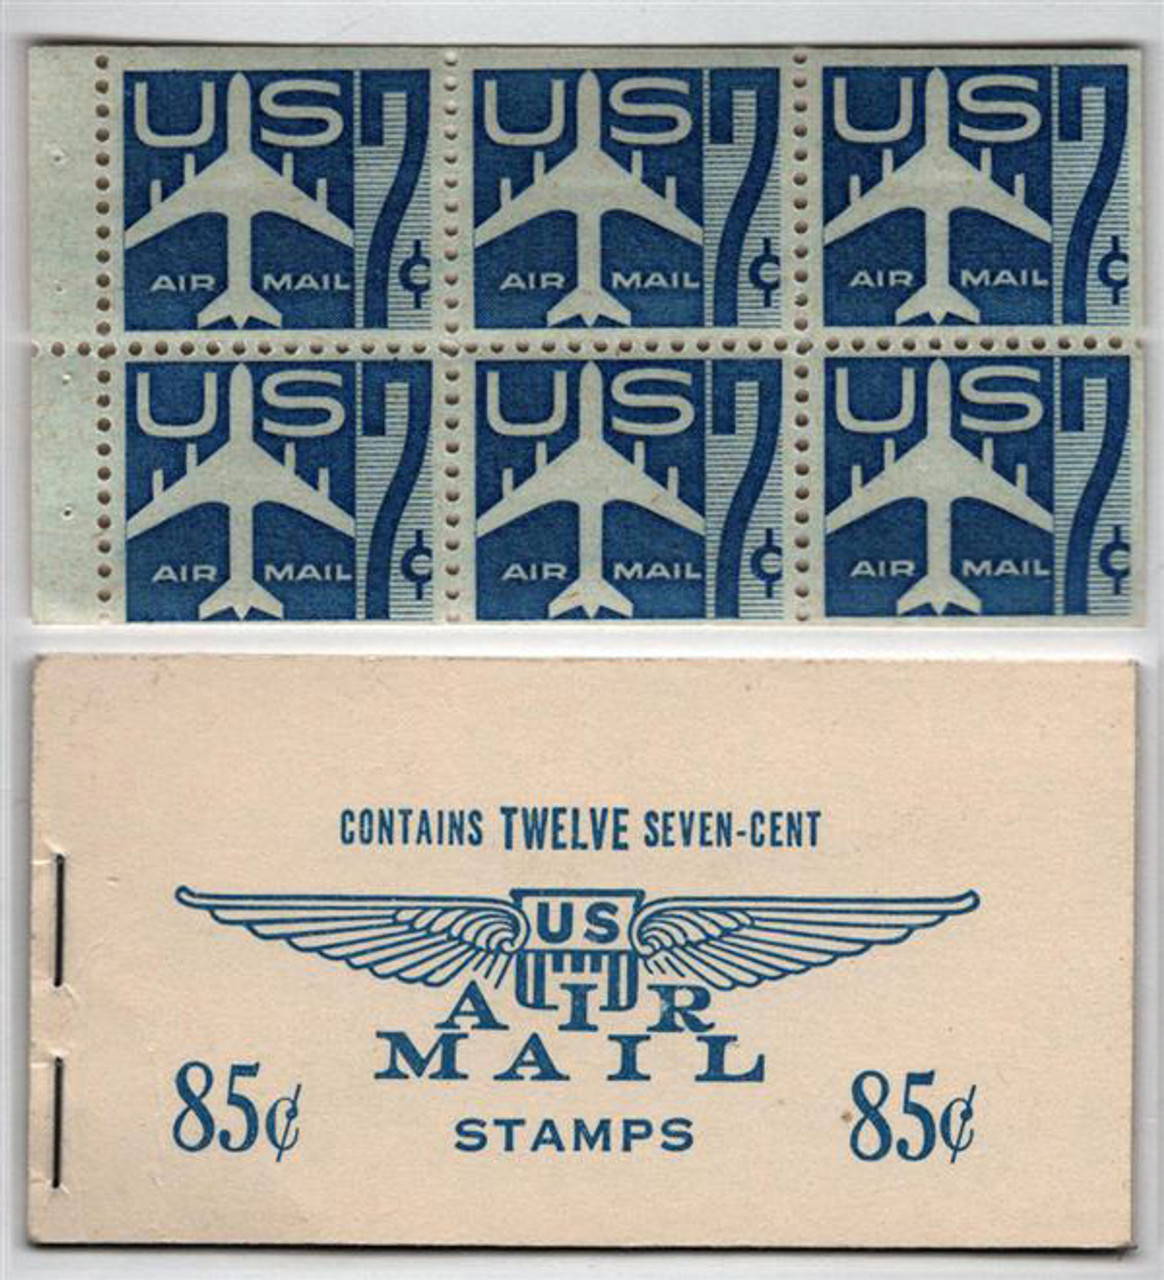 US 7¢ US 7¢ US 7¢
AIR MAIL AIR MAIL AIR MAIL
US 7¢ US 7¢ US 7¢
AIR MAIL AIR MAIL AIR MAIL
CONTAINS TWELVE SEVEN-CENT
US
AIR
MAIL
85¢ STAMPS 85¢